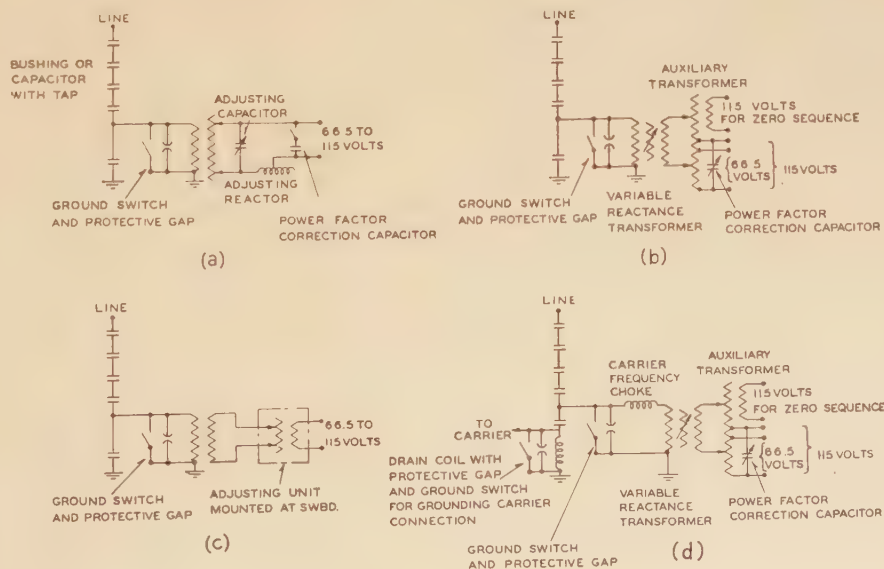 LINE
BUSHING OR
CAPACITOR
WITH TAP
ADJUSTING
CAPACITOR
66.5 TO
115 VOLTS
ADJUSTING
REACTOR
GROUND SWITCH
AND PROTECTIVE GAP
POWER FACTOR
CORRECTION CAPACITOR
(a)
LINE
AUXILIARY
TRANSFORMER
115 VOLTS
FOR ZERO SEQUENCE
66.5
VOLTS
115 VOLTS
GROUND SWITCH
AND PROTECTIVE GAP
VARIABLE
REACTANCE
TRANSFORMER
POWER FACTOR
CORRECTION CAPACITOR
(b)
LINE
66.5 TO
115 VOLTS
GROUND SWITCH
AND PROTECTIVE GAP
ADJUSTING UNIT
MOUNTED AT SWBD.
(c)
LINE
CARRIER
FREQUENCY
CHOKE
AUXILIARY
TRANSFORMER
115 VOLTS
FOR ZERO SEQUENCE
TO
CARRIER
66.5
VOLTS
115 VOLTS
DRAIN COIL WITH
PROTECTIVE GAP
AND GROUND SWITCH
FOR GROUNDING CARRIER
CONNECTION
VARIABLE
REACTANCE
TRANSFORMER
POWER FACTOR
CORRECTION CAPACITOR
GROUND SWITCH
AND PROTECTIVE GAP
(d)